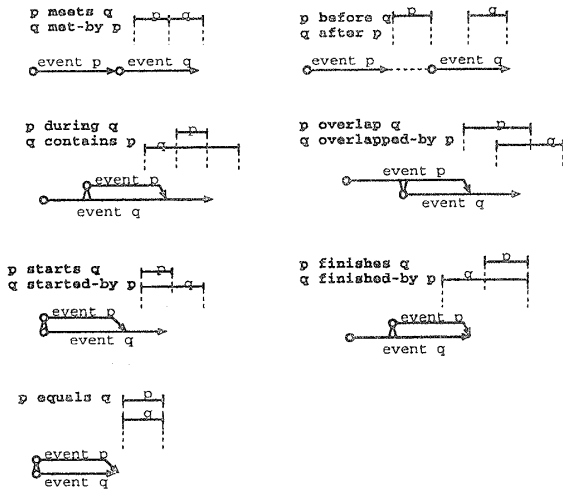 p meets q
q met-by p
p q
event p event q
p before q
q after p
p q
event p event q
p during q
q contains p
p
q
event p
event q
p overlap q
q overlapped-by p
p
q
event p
event q
p starts q
q started-by p
p
q
event p
event q
p finishes q
q finished-by p
p
q
event p
event q
p equals q
p
q
event p
event q